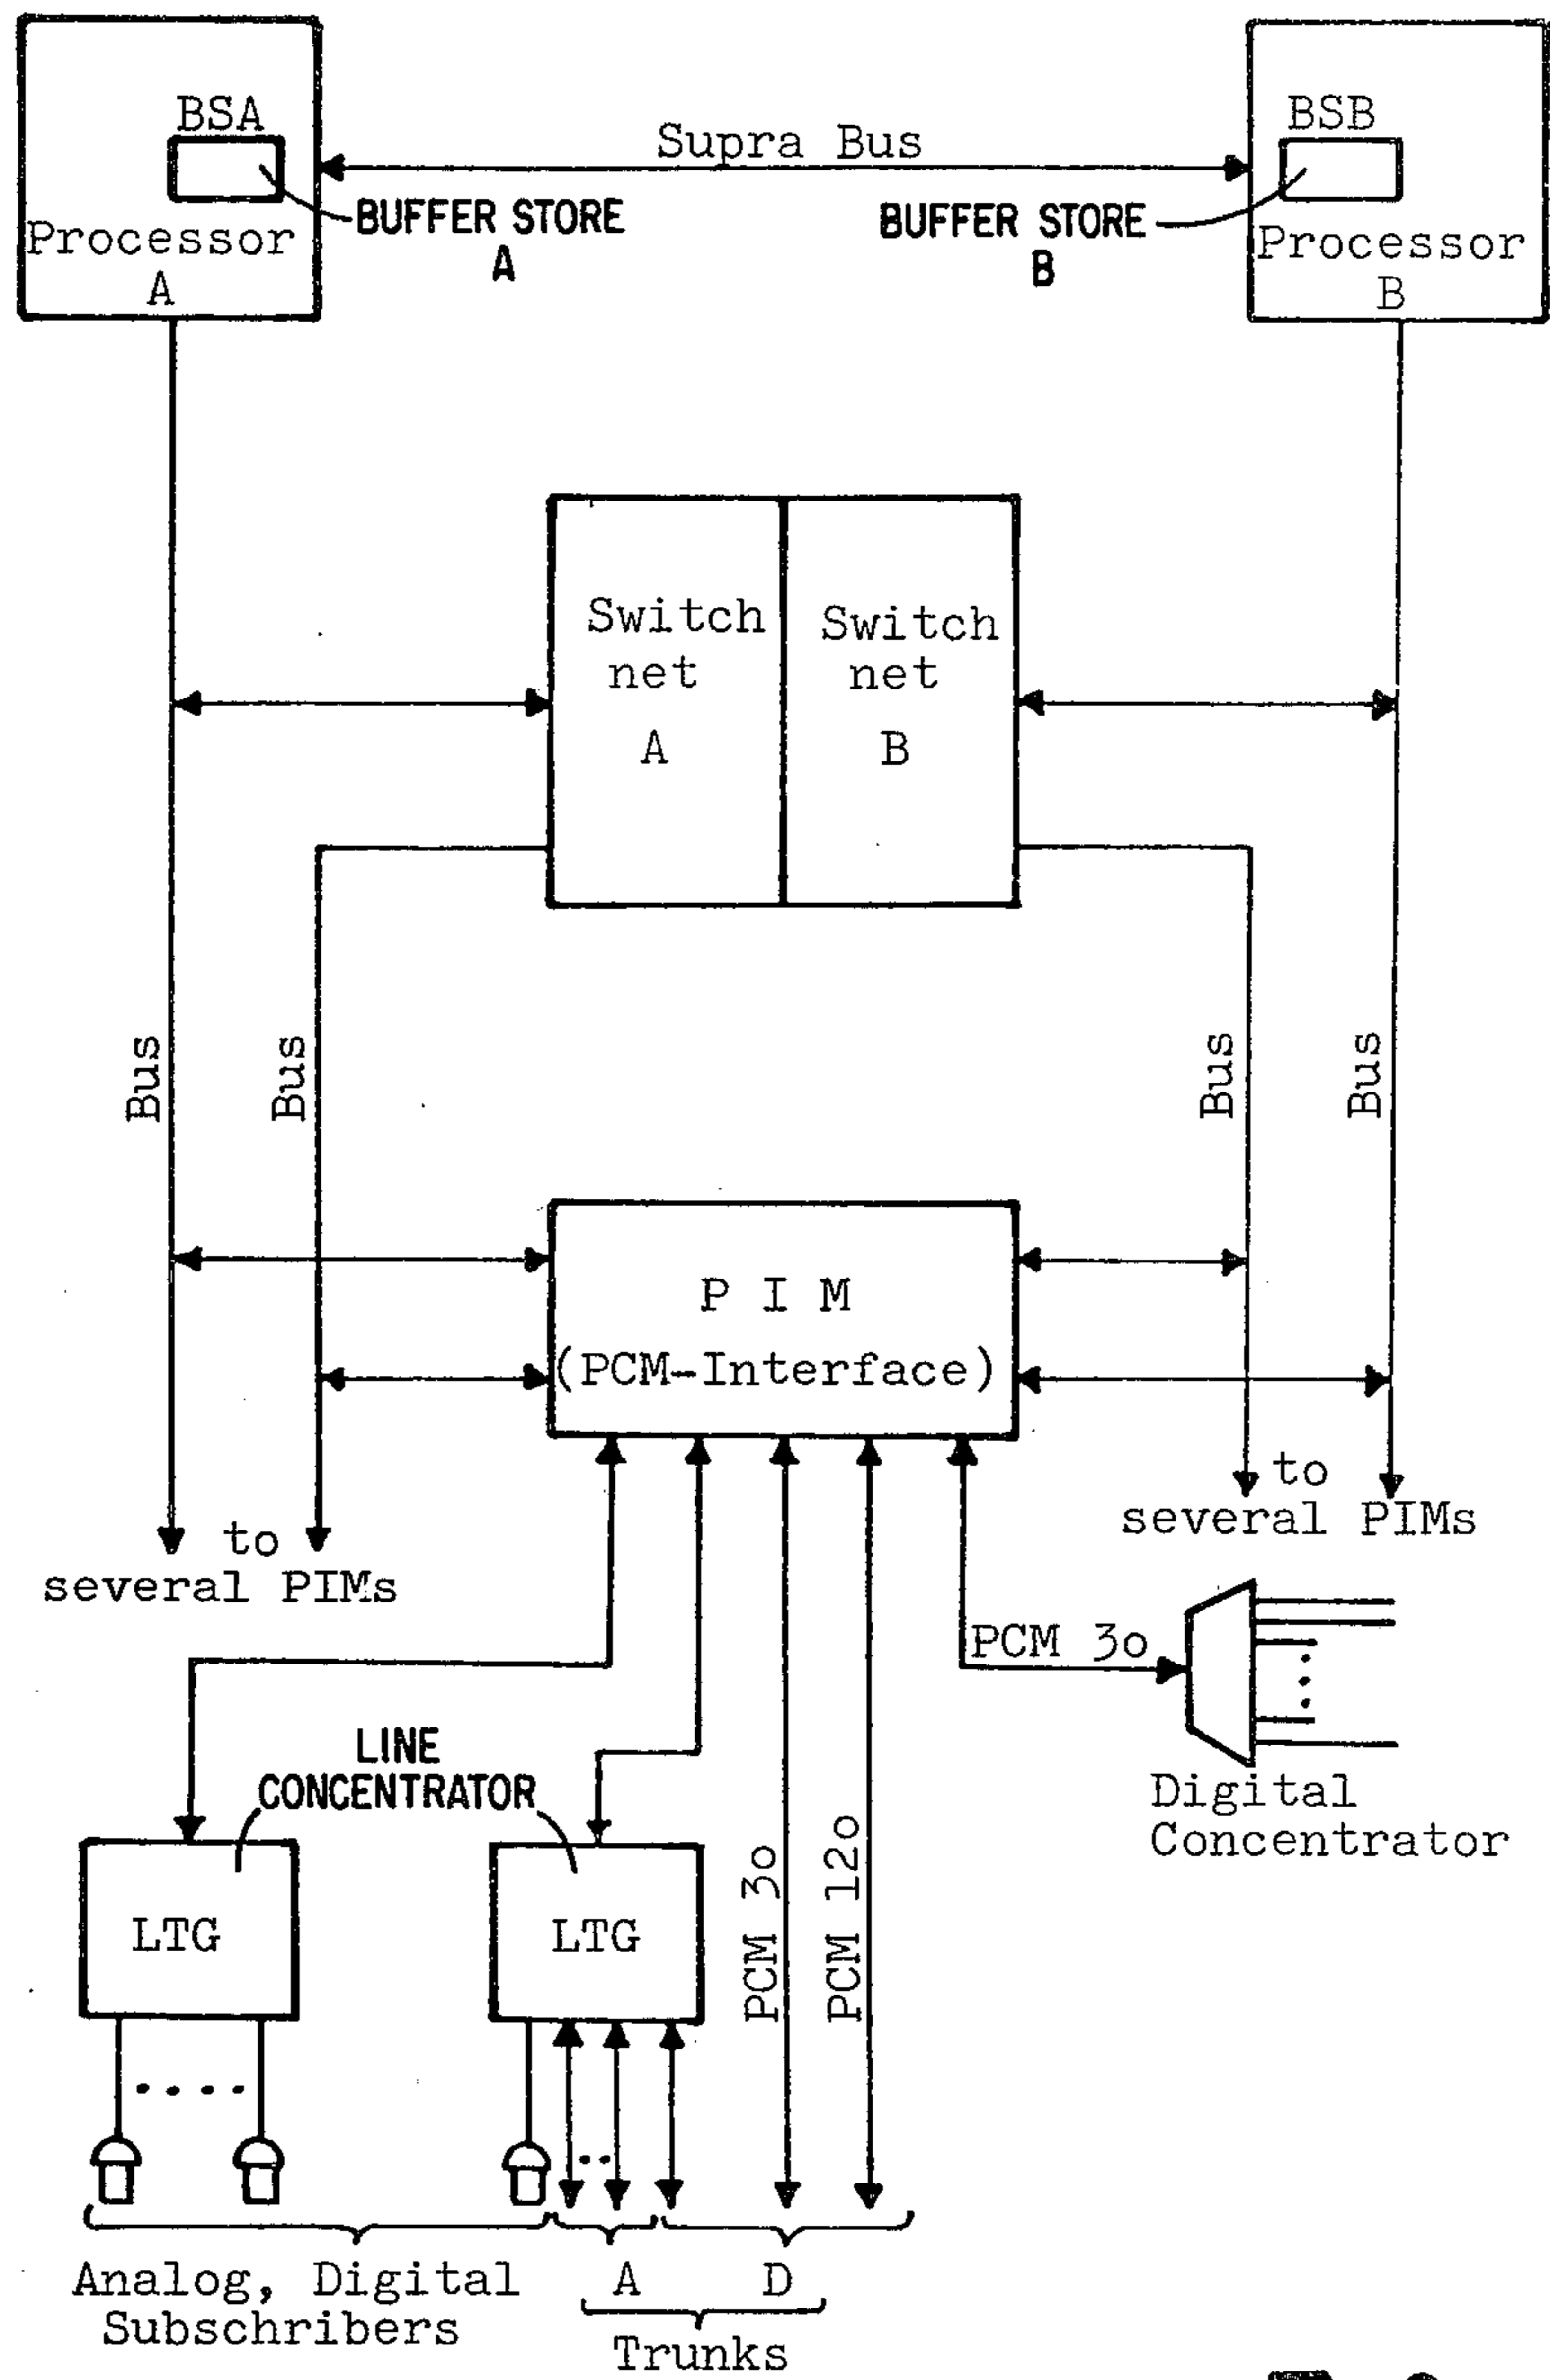 BSA
BSB
Supra Bus
BUFFER STORE
A
BUFFER STORE
B
Processor
A
Processor
B
Switch
net
A
Switch
net
B
Bus
Bus
Bus
Bus
P I M
(PCM-Interface)
to
several PIMs
to
several PIMs
PCM 3o
LINE
CONCENTRATOR
Digital
Concentrator
LTG
LTG
PCM 3o
PCM 12o
Analog, Digital
Subschribers
A
D
Trunks